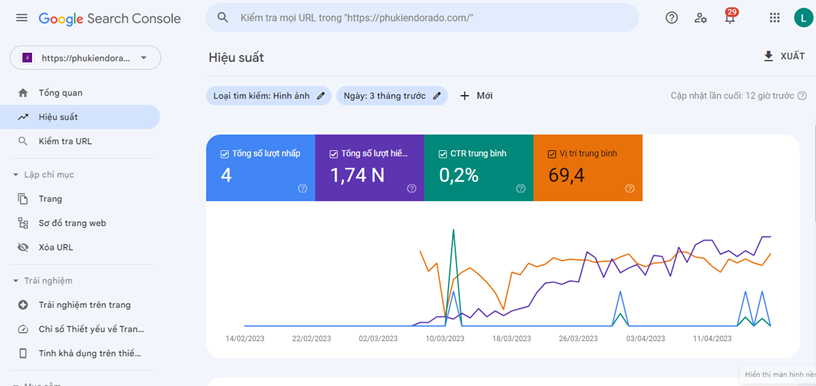 Google Search Console
Kiểm tra mọi URL trong "https://phukiendorado.com/"
29
L
https://phukiendora...
Hiệu suất
XUẤT
Tổng quan
Hiệu suất
Kiểm tra URL
Loại tìm kiếm: Hình ảnh
Ngày: 3 tháng trước
Mới
Cập nhật lần cuối: 12 giờ trước
Lập chỉ mục
Trang
Sơ đồ trang web
Xóa URL
Trải nghiệm
Trải nghiệm trên trang
Chỉ số Thiết yếu về Tran...
Tính khả dụng trên thiế...
Tổng số lượt nhấp
4
Tổng số lượt hiể...
1,74 N
CTR trung bình
0,2%
Vị trí trung bình
69,4
14/02/2023 22/02/2023 02/03/2023 10/03/2023 18/03/2023 26/03/2023 03/04/2023 11/04/2023
Hiển thị màn hình nền